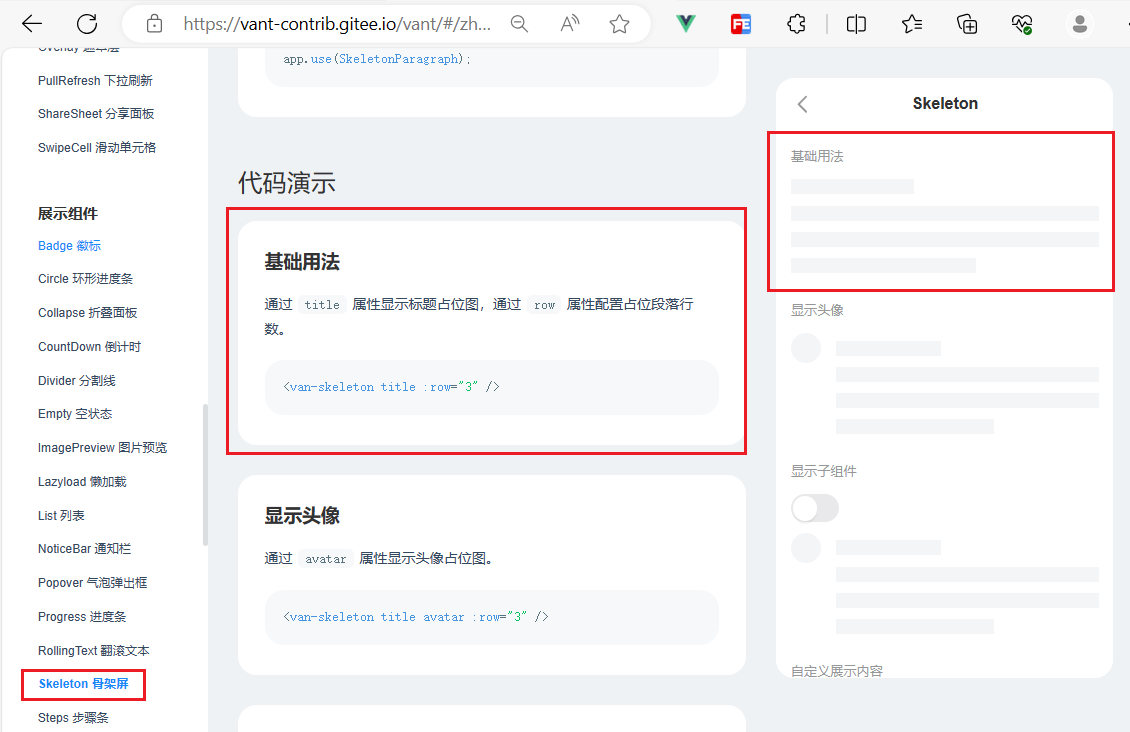 https://vant-contrib.gitee.io/vant/#/zh...
Overlay 遮罩层
PullRefresh 下拉刷新
ShareSheet 分享面板
SwipeCell 滑动单元格
展示组件
Badge 徽标
Circle 环形进度条
Collapse 折叠面板
CountDown 倒计时
Divider 分割线
Empty 空状态
ImagePreview 图片预览
Lazyload 懒加载
List 列表
NoticeBar 通知栏
Popover 气泡弹出框
Progress 进度条
RollingText 翻滚文本
Skeleton 骨架屏
Steps 步骤条
app.use(SkeletonParagraph);
代码演示
基础用法
通过 title 属性显示标题占位图，通过 row 属性配置占位段落行
数。
<van-skeleton title :row="3" />
显示头像
通过 avatar 属性显示头像占位图。
<van-skeleton title avatar :row="3" />
Skeleton
基础用法
显示头像
显示子组件
自定义展示内容